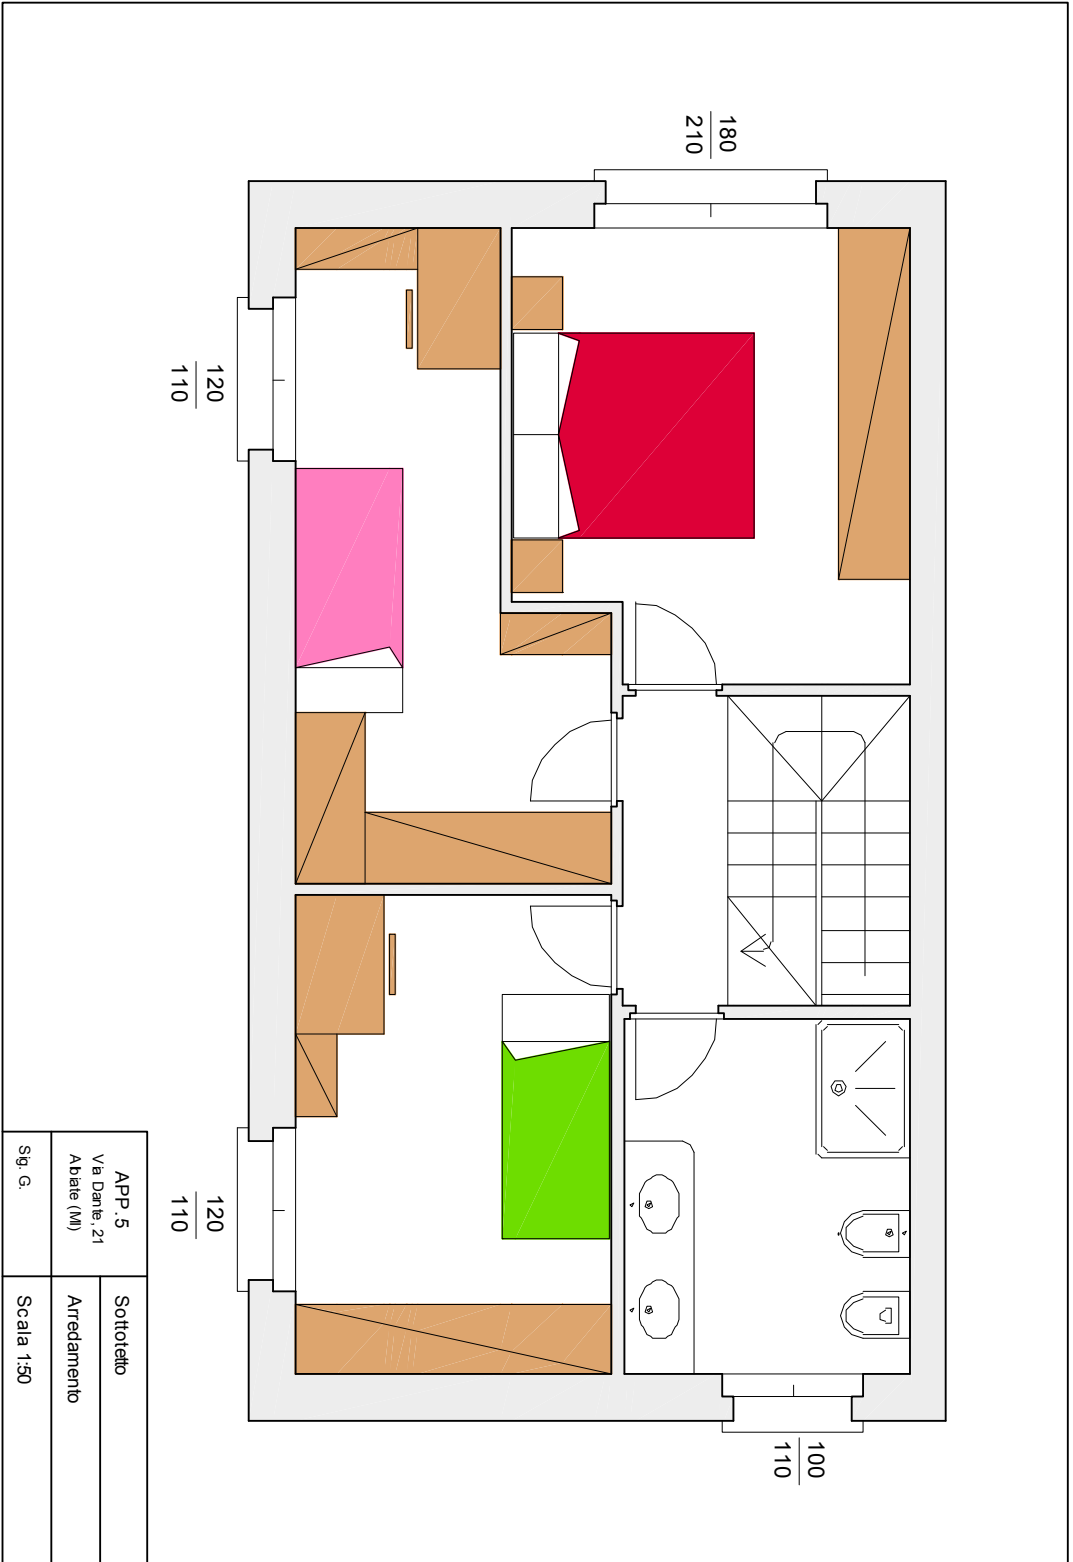 180
210
120
110
120
110
100
110
APP. 5
Via Dante, 21
Albiate (MI)
Sig. G.
Sottotetto
Arredamento
Scala 1:50